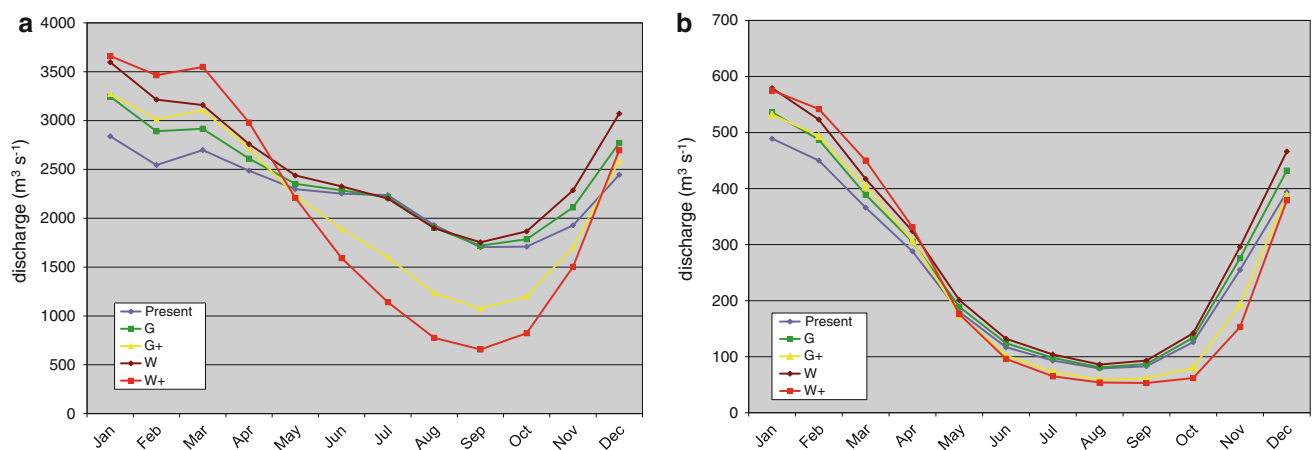 a
4000
3500
3000
2500
2000
1500
1000
500
0
discharge (m³ s⁻¹)
Present
G
G+
W
W+
Jan Feb Mar Apr May Jun Jul Aug Sep Oct Nov Dec
b
700
600
500
400
300
200
100
0
discharge (m³ s⁻¹)
Present
G
G+
W
W+
Jan Feb Mar Apr May Jun Jul Aug Sep Oct Nov Dec